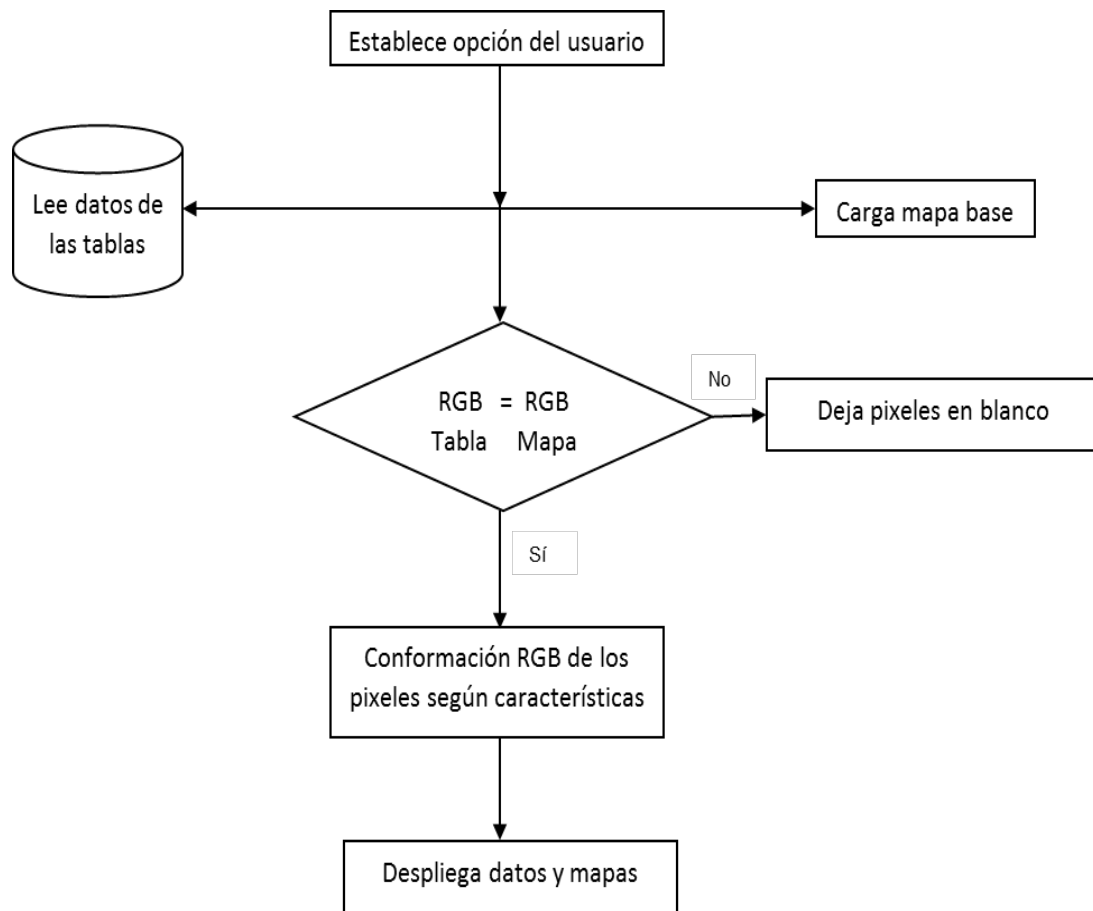 Establece opción del usuario
Lee datos de
las tablas
Carga mapa base
RGB = RGB
Tabla Mapa
No
Deja pixeles en blanco
Sí
Conformación RGB de los
pixeles según característícas
Despliega datos y mapas